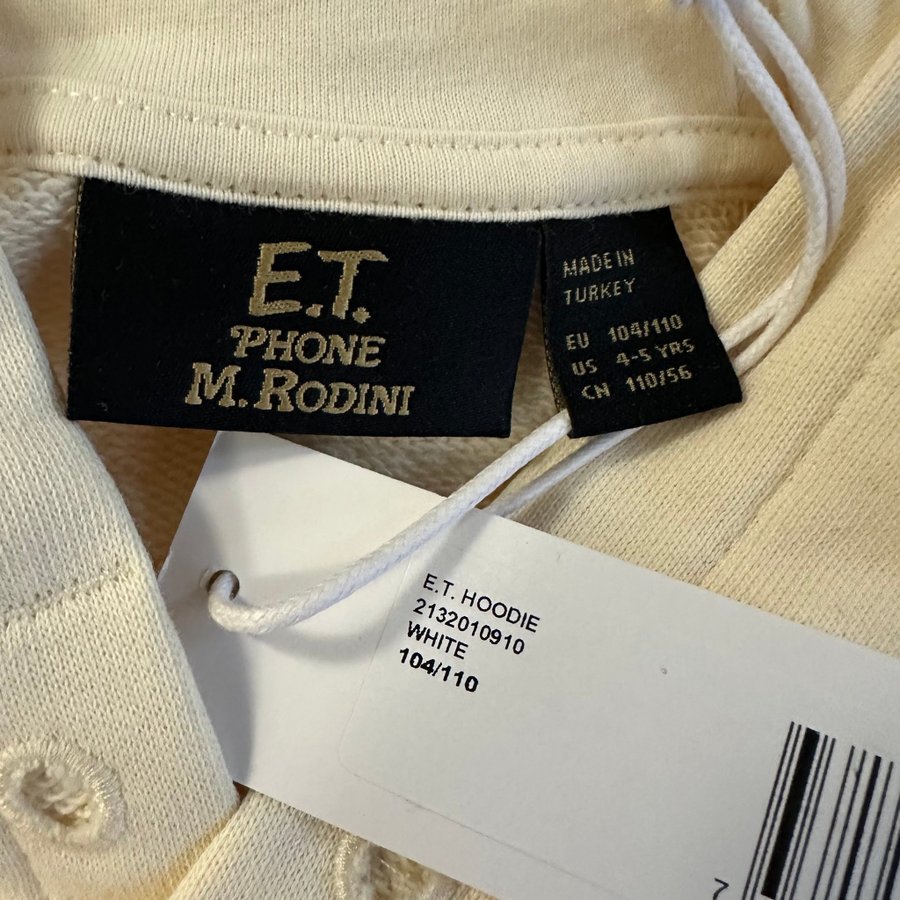 E.T.
PHONE
M. RODINI
MADE IN
TURKEY
EU 104/110
US 4-5 YRS
CN 110/56
E.T. HOODIE
2132010910
WHITE
104/110
7